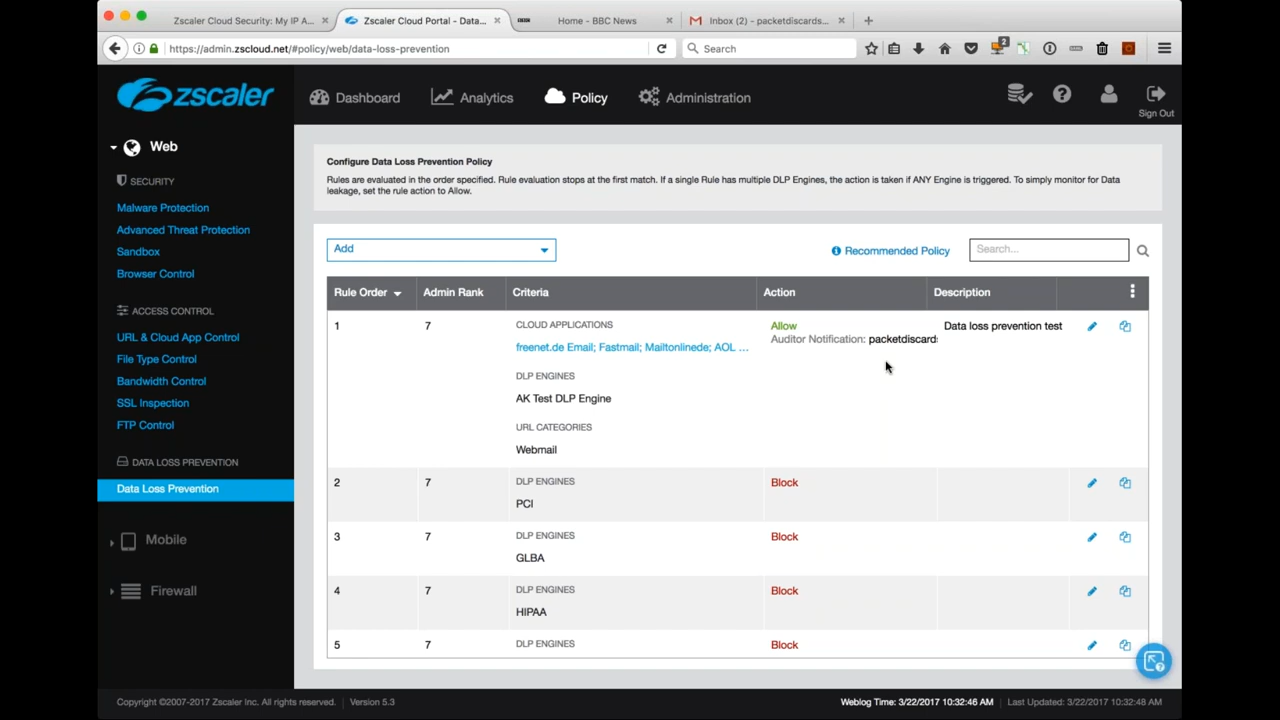 Zscaler Cloud Security: My IP A...
Zscaler Cloud Portal - Data...
BBC
Home - BBC News
Inbox (2) - packetdiscards...
https://admin.zscloud.net/#policy/web/data-loss-prevention
Search
2
zscaler
Dashboard
Analytics
Policy
Administration
Sign Out
Web
SECURITY
Malware Protection
Advanced Threat Protection
Sandbox
Browser Control
ACCESS CONTROL
URL & Cloud App Control
File Type Control
Bandwidth Control
SSL Inspection
FTP Control
DATA LOSS PREVENTION
Data Loss Prevention
Mobile
Firewall
Configure Data Loss Prevention Policy
Rules are evaluated in the order specified. Rule evaluation stops at the first match. If a single Rule has multiple DLP Engines, the action is taken if ANY Engine is triggered. To simply monitor for Data
leakage, set the rule action to Allow.
Add
Recommended Policy
Search...
Rule Order Admin Rank Criteria Action Description
1 7 CLOUD APPLICATIONS Allow Data loss prevention test
Auditor Notification: packetdiscard
freenet.de Email; Fastmail; Mailtonlinede; AOL ...
DLP ENGINES
AK Test DLP Engine
URL CATEGORIES
Webmail
2 7 DLP ENGINES Block
PCI
3 7 DLP ENGINES Block
GLBA
4 7 DLP ENGINES Block
HIPAA
5 7 DLP ENGINES Block
Copyright ©2007-2017 Zscaler Inc. All rights reserved. Version 5.3
Weblog Time: 3/22/2017 10:32:46 AM Last Updated: 3/22/2017 10:32:48 AM